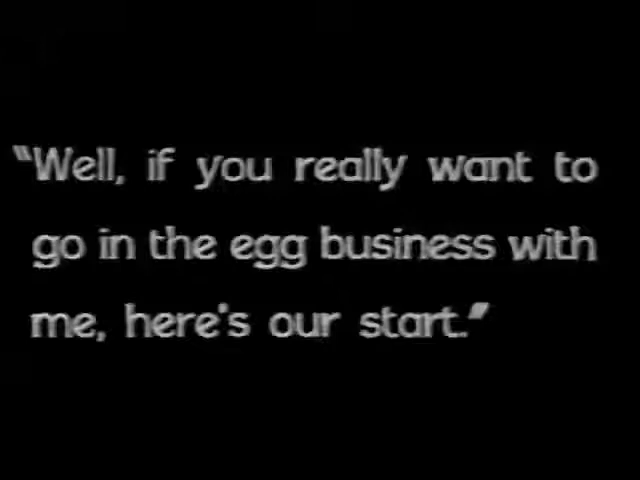 "Well, if you really want to
go in the egg business with
me, here's our start."